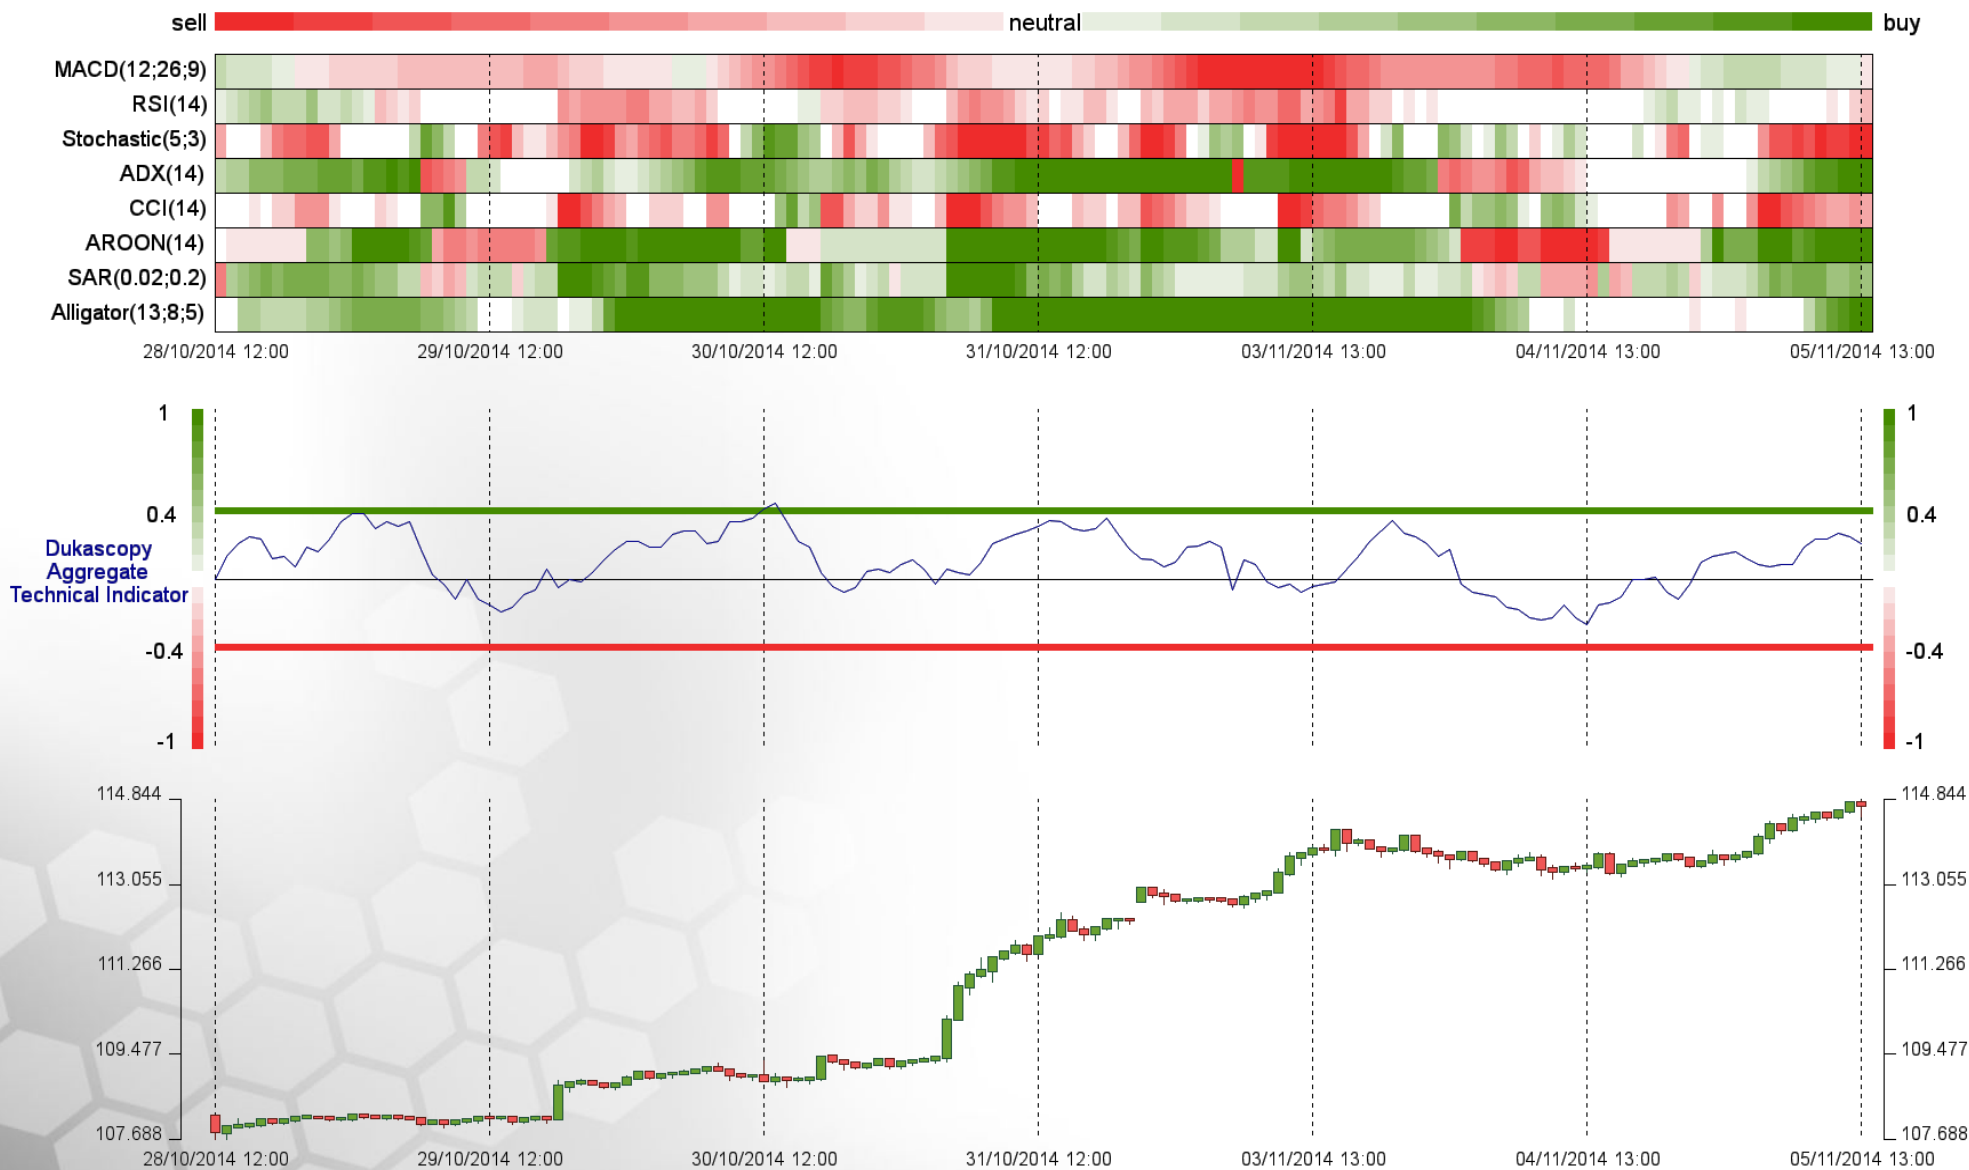 sell neutral buy
MACD(12;26;9)
RSI(14)
Stochastic(5;3)
ADX(14)
CCI(14)
AROON(14)
SAR(0.02;0.2)
Alligator(13;8;5)
28/10/2014 12:00 29/10/2014 12:00 30/10/2014 12:00 31/10/2014 12:00 03/11/2014 13:00 04/11/2014 13:00 05/11/2014 13:00
1 1
0.4 0.4
Dukascopy
Aggregate
Technical Indicator
-0.4 -0.4
-1 -1
114.844 114.844
113.055 113.055
111.266 111.266
109.477 109.477
107.688 107.688
28/10/2014 12:00 29/10/2014 12:00 30/10/2014 12:00 31/10/2014 12:00 03/11/2014 13:00 04/11/2014 13:00 05/11/2014 13:00